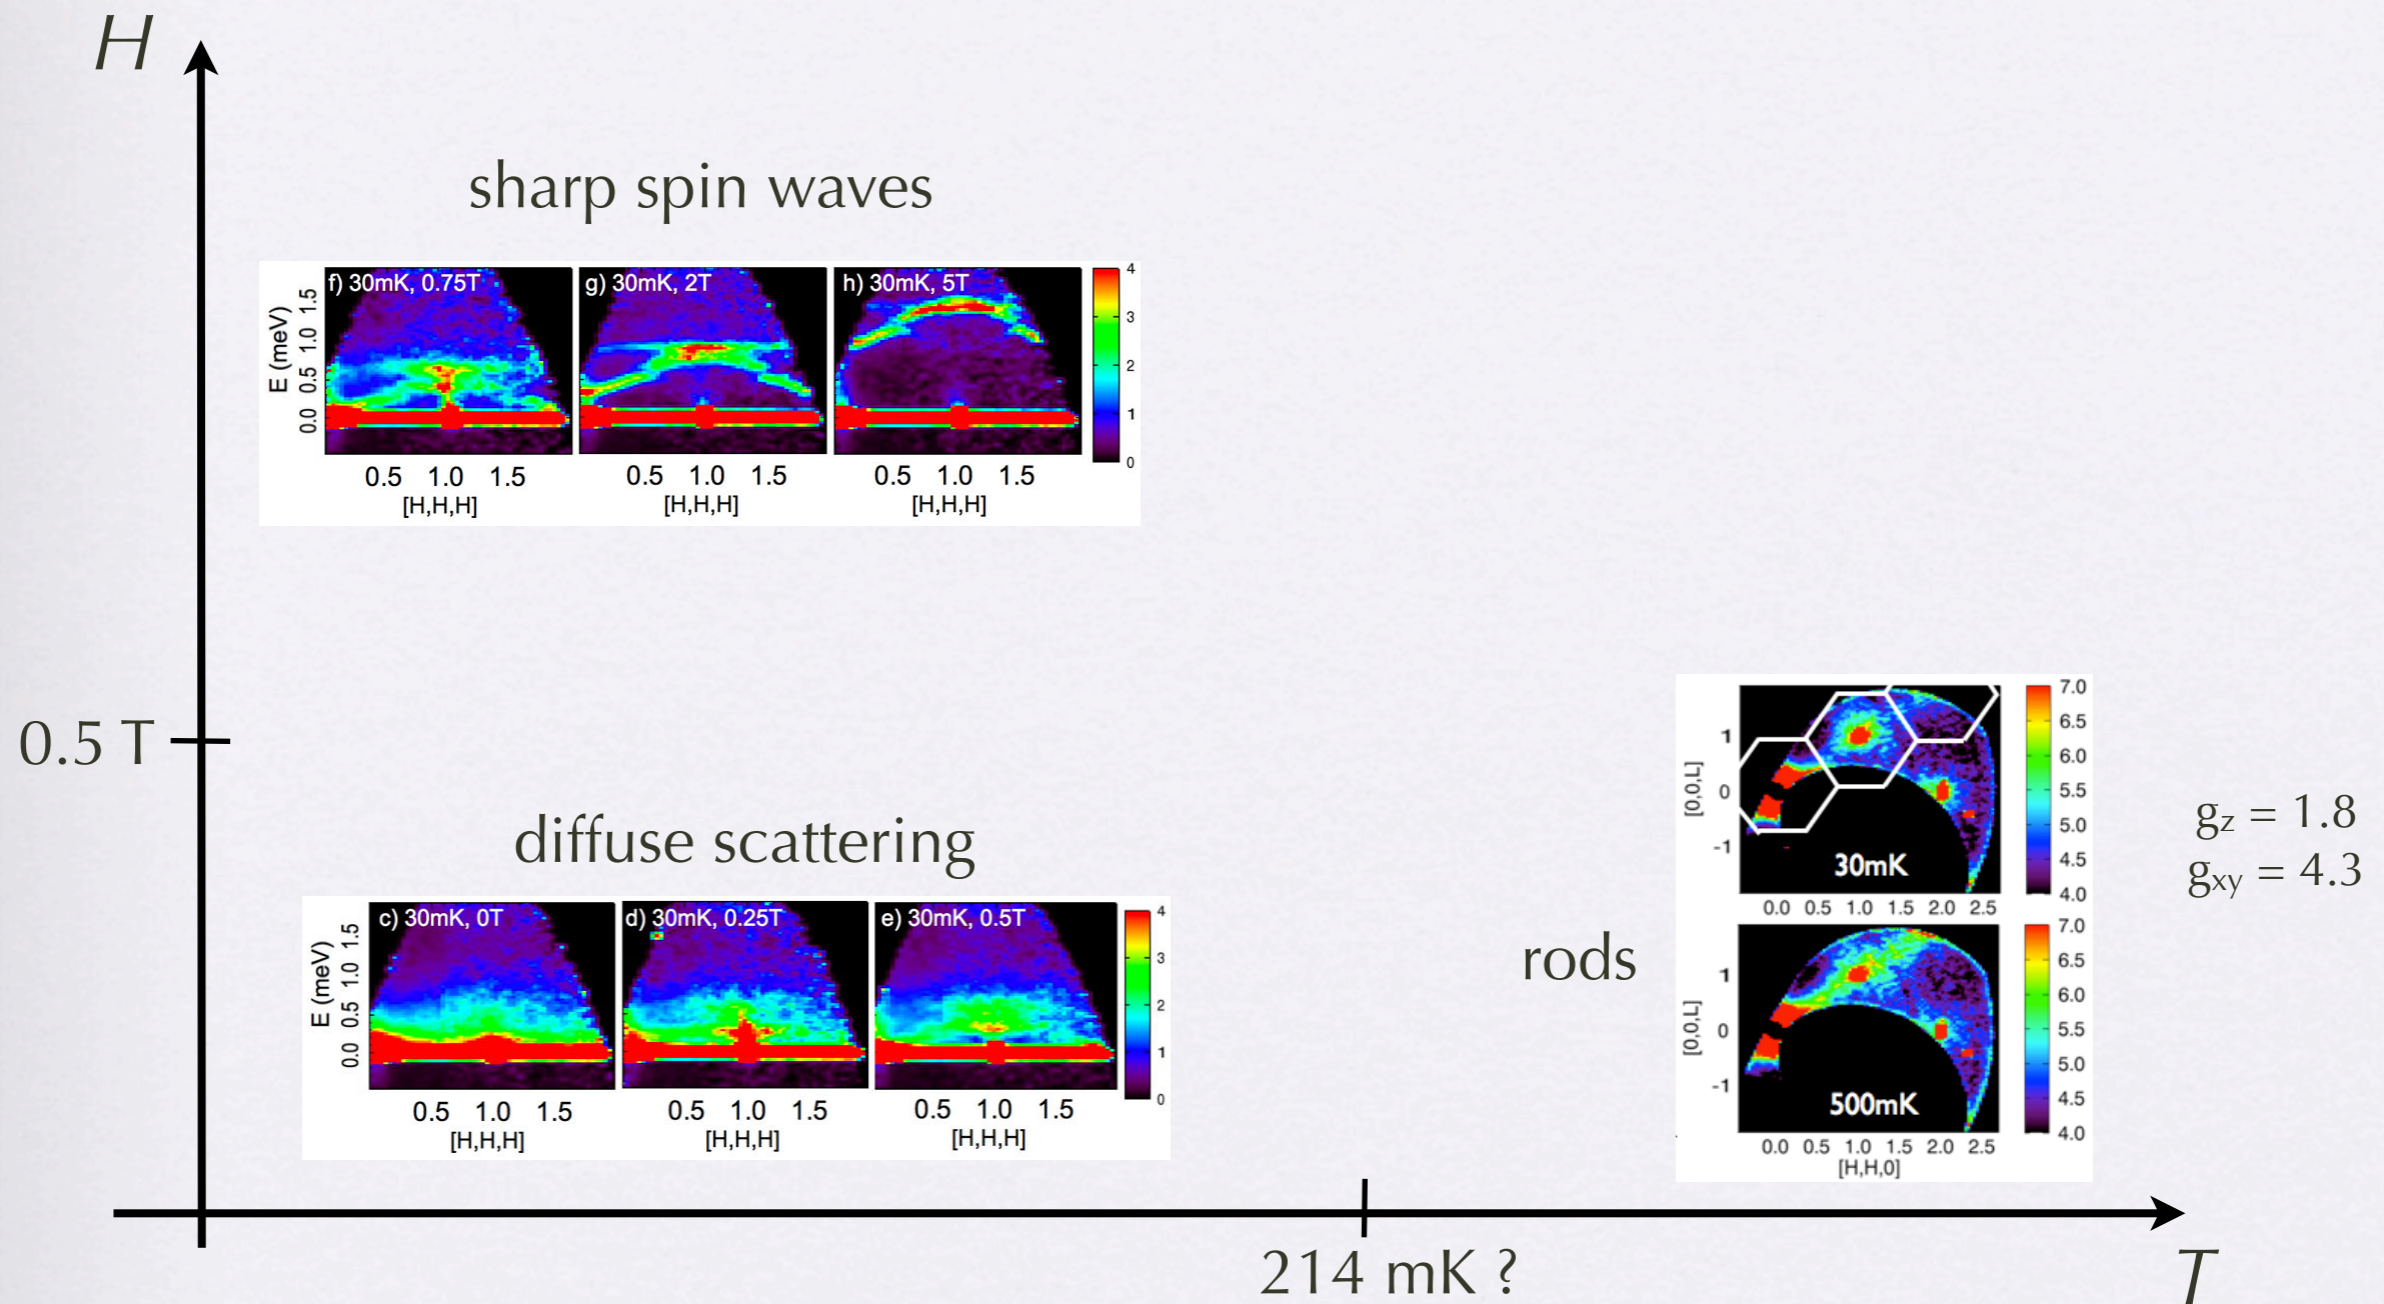 H
sharp spin waves
f) 30mK, 0.75T
g) 30mK, 2T
h) 30mK, 5T
E (meV)
0.0 0.5 1.0 1.5
4
3
2
1
0
0.5 1.0 1.5
0.5 1.0 1.5
0.5 1.0 1.5
[H,H,H]
[H,H,H]
[H,H,H]
0.5 T
diffuse scattering
c) 30mK, 0T
d) 30mK, 0.25T
e) 30mK, 0.5T
E (meV)
0.0 0.5 1.0 1.5
4
3
2
1
0
0.5 1.0 1.5
0.5 1.0 1.5
0.5 1.0 1.5
[H,H,H]
[H,H,H]
[H,H,H]
rods
[0,0,L]
1
0
-1
30mK
0.0 0.5 1.0 1.5 2.0 2.5
7.0
6.5
6.0
5.5
5.0
4.5
4.0
[0,0,L]
1
0
-1
500mK
0.0 0.5 1.0 1.5 2.0 2.5
[H,H,0]
7.0
6.5
6.0
5.5
5.0
4.5
4.0
gz = 1.8
gxy = 4.3
214 mK ?
T